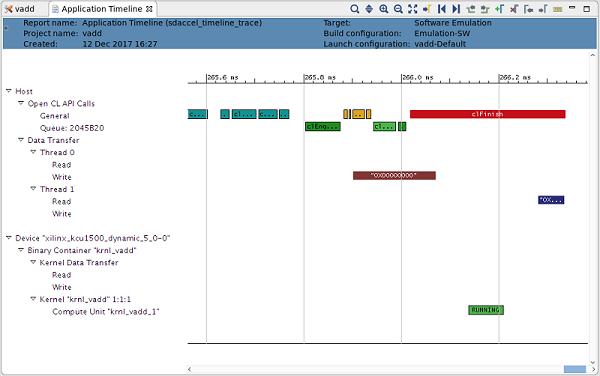 vadd Application Timeline
Report name: Application Timeline (sdaccel_timeline_trace) Target: Software Emulation
Project name: vadd Build configuration: Emulation-SW
Created: 12 Dec 2017 16:27 Launch configuration: vadd-Default
265.6 ms 265.8 ms 266.0 ms 266.2 ms
Host
Open CL API Calls
General c... .. cl... c... .. .. clFinish
Queue: 2045B20 clEnq... cl...
Data Transfer
Thread 0
Read
Write "0X00000000"
Thread 1
Read "0X...
Write
Device "xilinx_kcu1500_dynamic_5_0-0"
Binary Container "krnl_vadd"
Kernel Data Transfer
Read
Write
Kernel "krnl_vadd" 1:1:1
Compute Unit "krnl_vadd_1" RUNNING